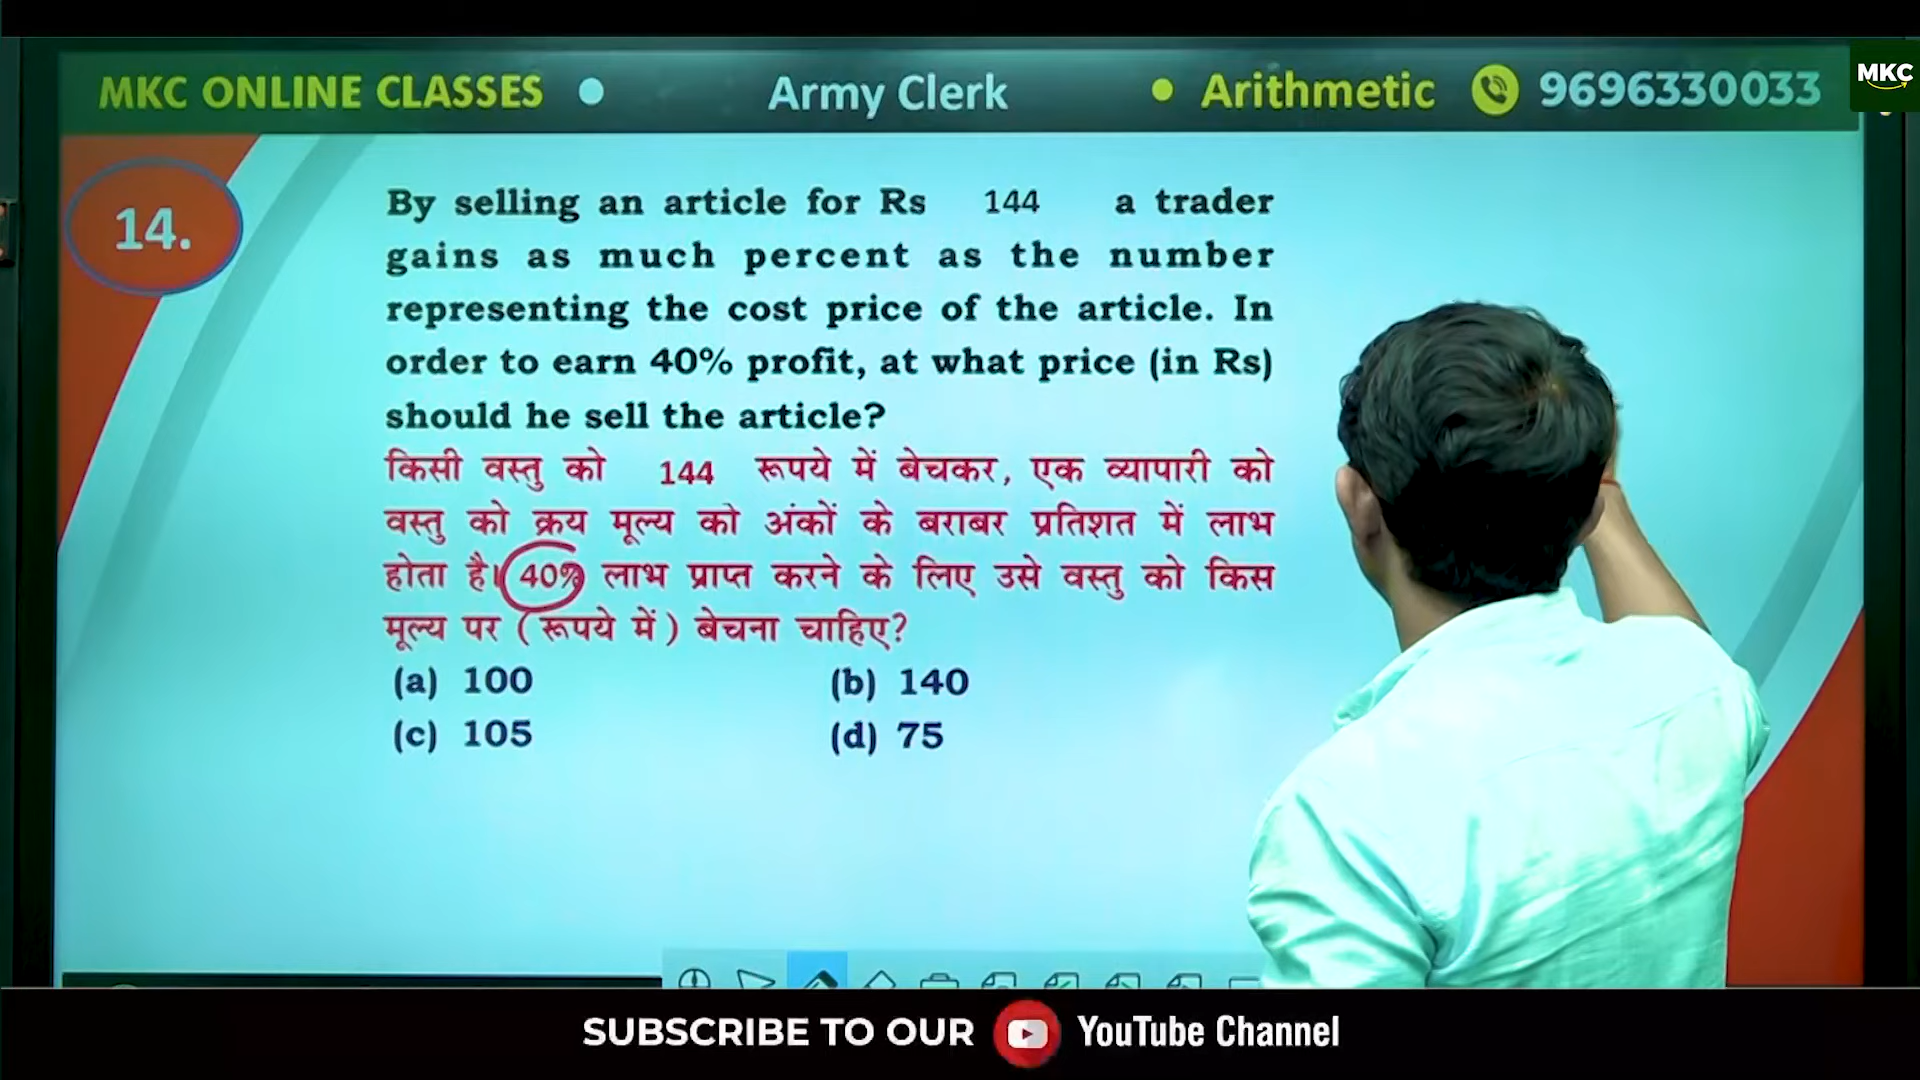 MKC ONLINE CLASSES • Army Clerk • Arithmetic 9696330033
MKC
14.
By selling an article for Rs 144 a trader
gains as much percent as the number
representing the cost price of the article. In
order to earn 40% profit, at what price (in Rs)
should he sell the article?
किसी वस्तु को 144 रूपये में बेचकर, एक व्यापारी को
वस्तु को क्रय मूल्य को अंकों के बराबर प्रतिशत में लाभ
होता है। 40% लाभ प्राप्त करने के लिए उसे वस्तु को किस
मूल्य पर (रूपये में) बेचना चाहिए?
(a) 100 (b) 140
(c) 105 (d) 75
SUBSCRIBE TO OUR YouTube Channel